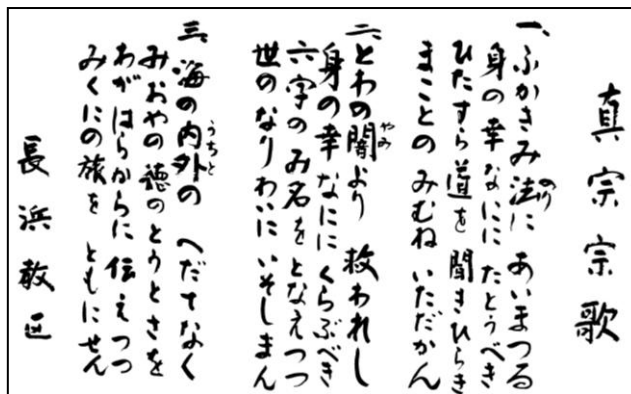 真宗宗歌
一、ふかきみ法に あいまつる
身の幸なにに たとうべき
ひたすら道を 聞きひらき
まことのみむね いただかん
二、とわの闇より 救われし
身の幸なにに くらぶべき
六字のみ名を となえつつ
世のなりわいに いそしまん
三、海の内外の へだてなく
みおやの徳の とうとさを
わがはらからに 伝えつつ
みくにの旅を ともにせん
長浜教区